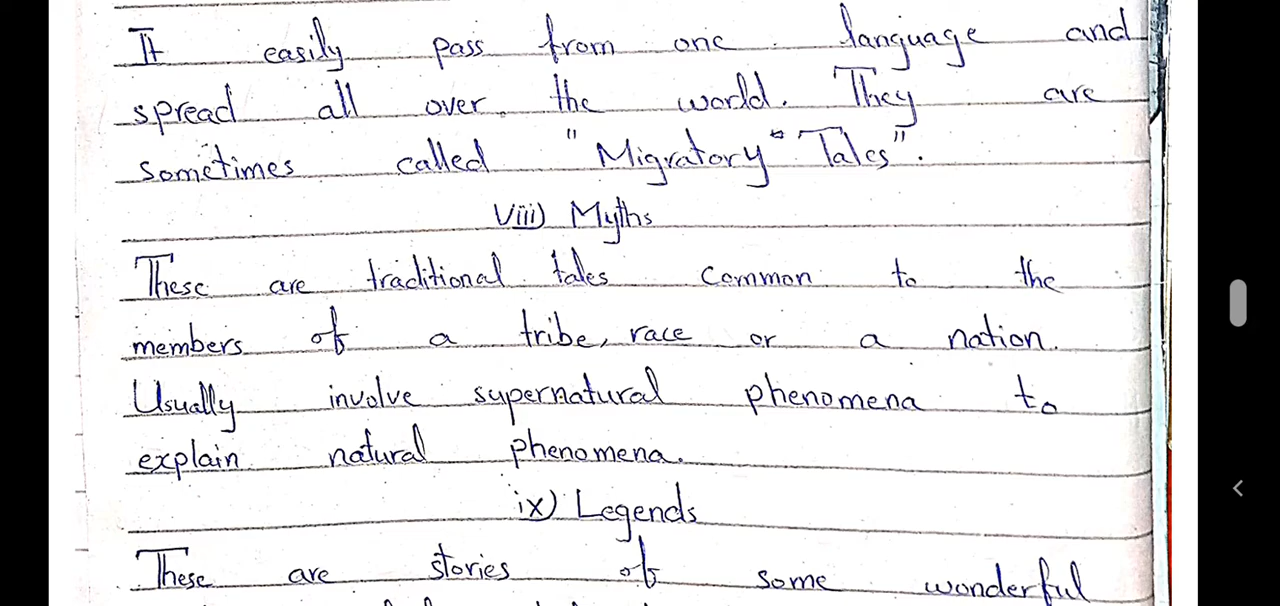 It easily pass from one language and
spread all over the world. They are
sometimes called "Migratory" Tales".
viii) Myths
These are traditional tales common to the
members of a tribe, race or a nation.
Usually involve supernatural phenomena to
explain natural phenomena.
ix) Legends
These are stories of some wonderful